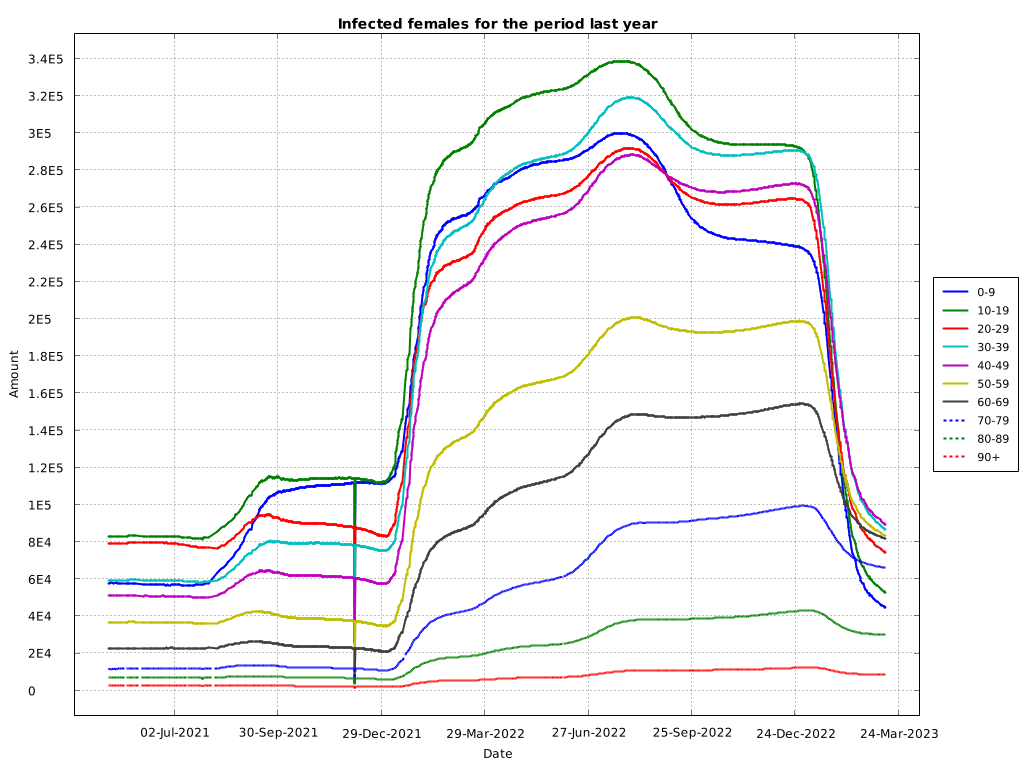 Infected females for the period last year
3.4E5
3.2E5
3E5
2.8E5
2.6E5
2.4E5
2.2E5
2E5
1.8E5
1.6E5
1.4E5
1.2E5
1E5
8E4
6E4
4E4
2E4
0
Amount
02-Jul-2021
30-Sep-2021
29-Dec-2021
29-Mar-2022
27-Jun-2022
25-Sep-2022
24-Dec-2022
24-Mar-2023
Date
0-9
10-19
20-29
30-39
40-49
50-59
60-69
70-79
80-89
90+